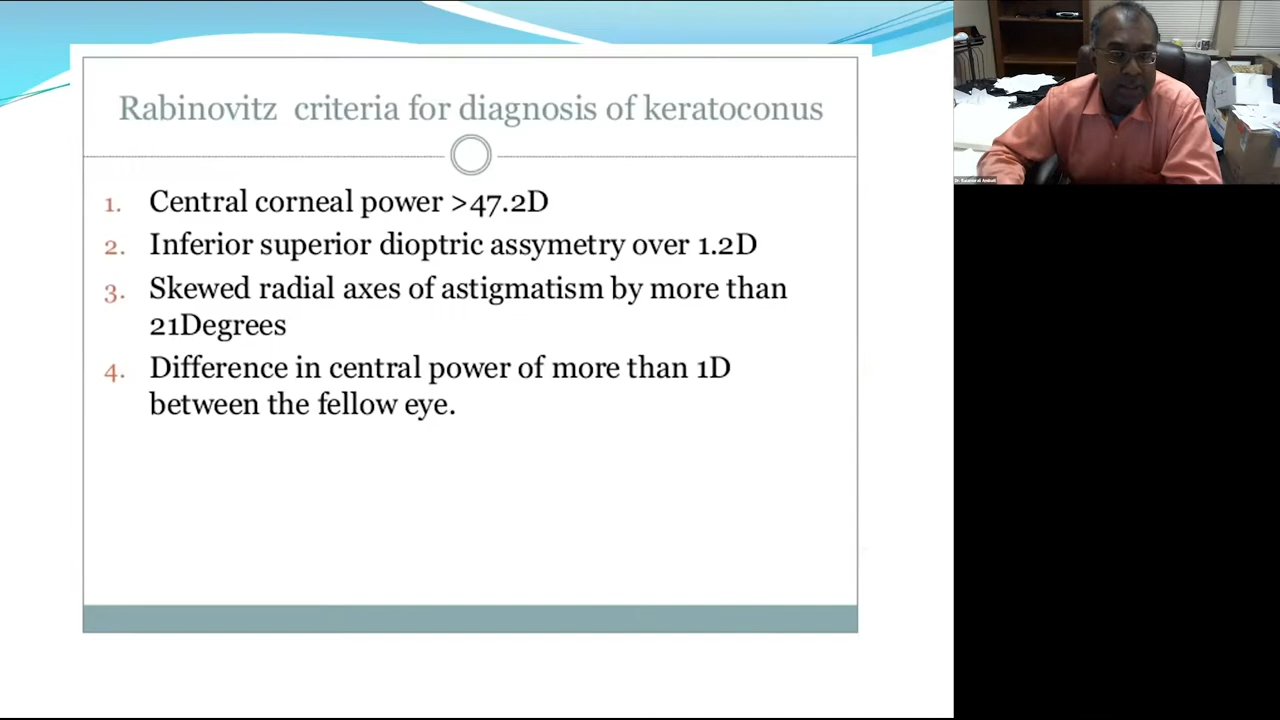 Rabinovitz criteria for diagnosis of keratoconus
1. Central corneal power >47.2D
2. Inferior superior dioptric assymetry over 1.2D
3. Skewed radial axes of astigmatism by more than
21Degrees
4. Difference in central power of more than 1D
between the fellow eye.